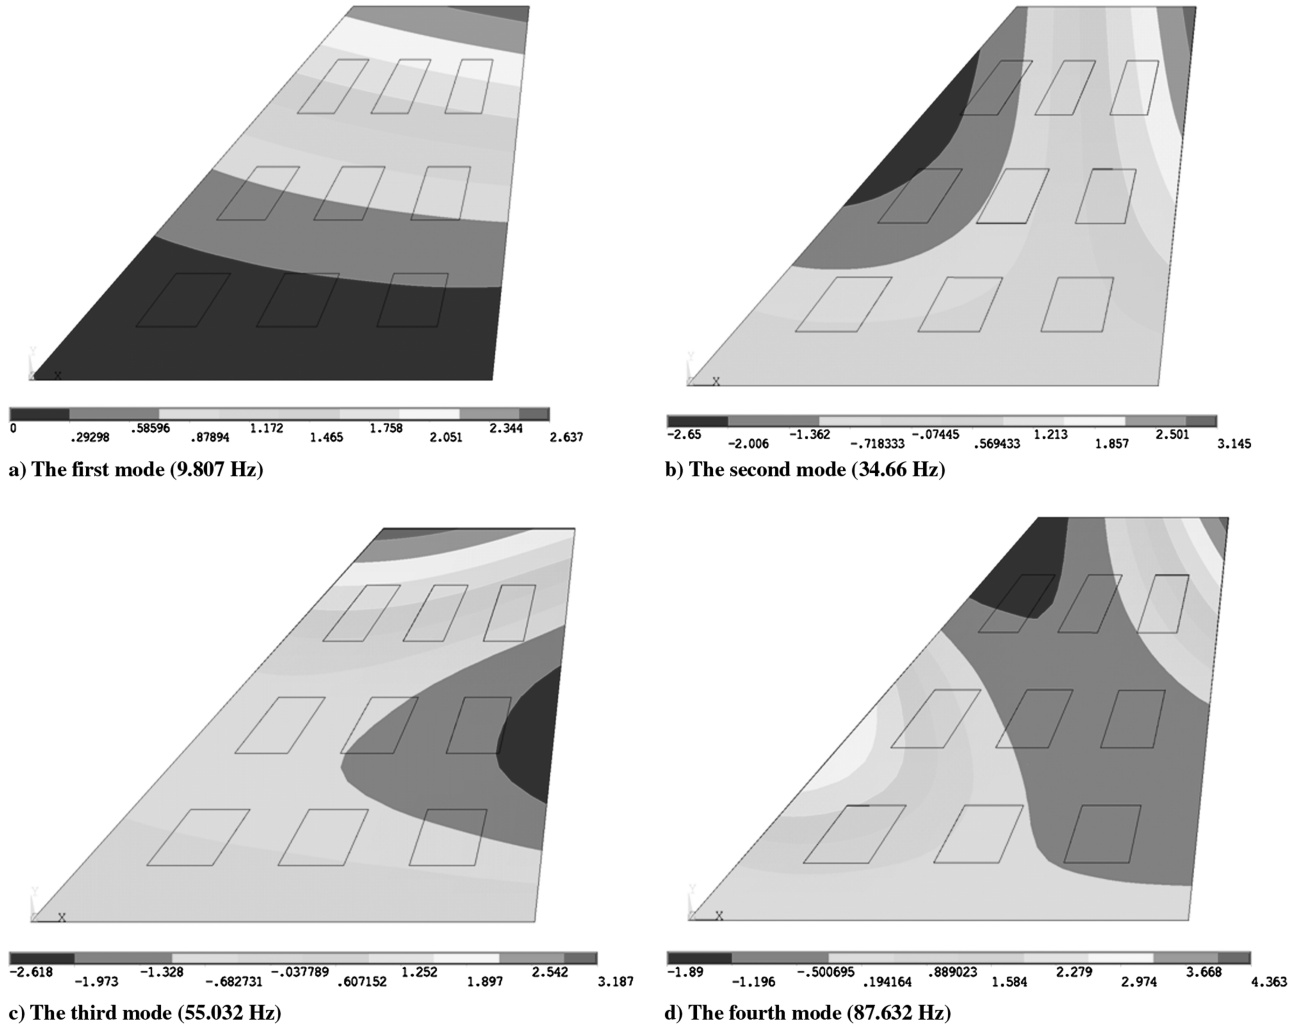 Y
X
0 .58596 1.172 1.758 2.344
.29298 .87894 1.465 2.051 2.637
a) The first mode (9.807 Hz)
Y
X
-2.65 -1.362 -.07445 1.213 2.501
-2.006 -.718333 .569433 1.857 3.145
b) The second mode (34.66 Hz)
Y
X
-2.618 -1.328 -.037789 1.252 2.542
-1.973 -.682731 .607152 1.897 3.187
c) The third mode (55.032 Hz)
Y
X
-1.89 -.500695 .889023 2.279 3.668
-1.196 .194164 1.584 2.974 4.363
d) The fourth mode (87.632 Hz)